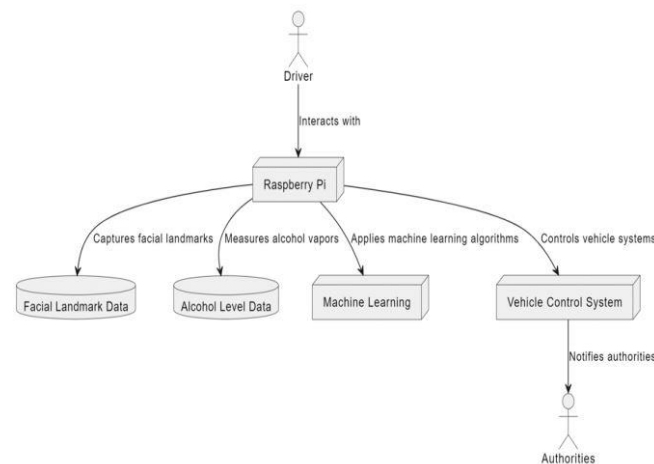 Driver
Interacts with
Raspberry Pi
Captures facial landmarks
Measures alcohol vapors
Applies machine learning algorithms
Controls vehicle systems
Facial Landmark Data
Alcohol Level Data
Machine Learning
Vehicle Control System
Notifies authorities
Authorities